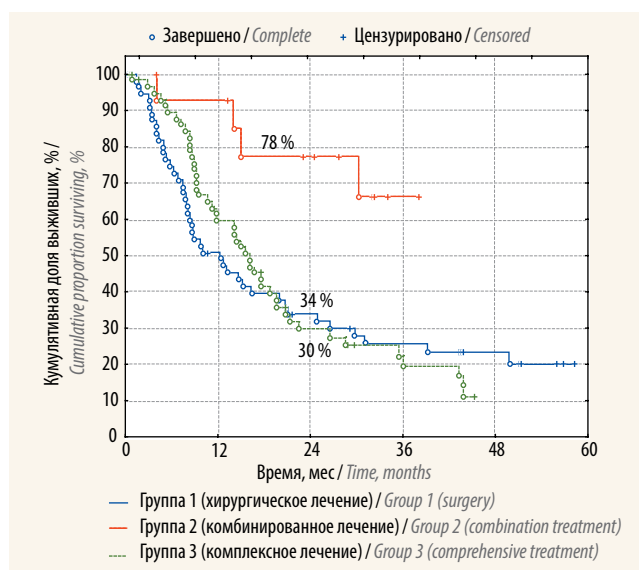 Завершено / Complete Цензурировано / Censored
Кумулятивная доля выживших, % /
Cumulative proportion surviving, %
100
90
80
70
60
50
40
30
20
10
0
78 %
34 %
30 %
0 12 24 36 48 60
Время, мес / Time, months
Группа 1 (хирургическое лечение) / Group 1 (surgery)
Группа 2 (комбинированное лечение) / Group 2 (combination treatment)
Группа 3 (комплексное лечение) / Group 3 (comprehensive treatment)